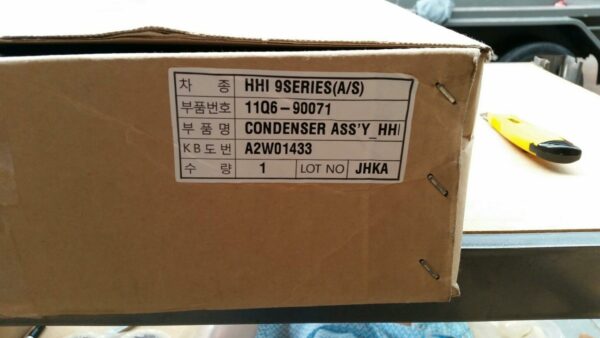 차 종 HHI 9SERIES(A/S)
부품번호 11Q6-90071
부 품 명 CONDENSER ASS'Y_HHI
KB도번 A2W01433
수 량 1 LOT NO JHKA